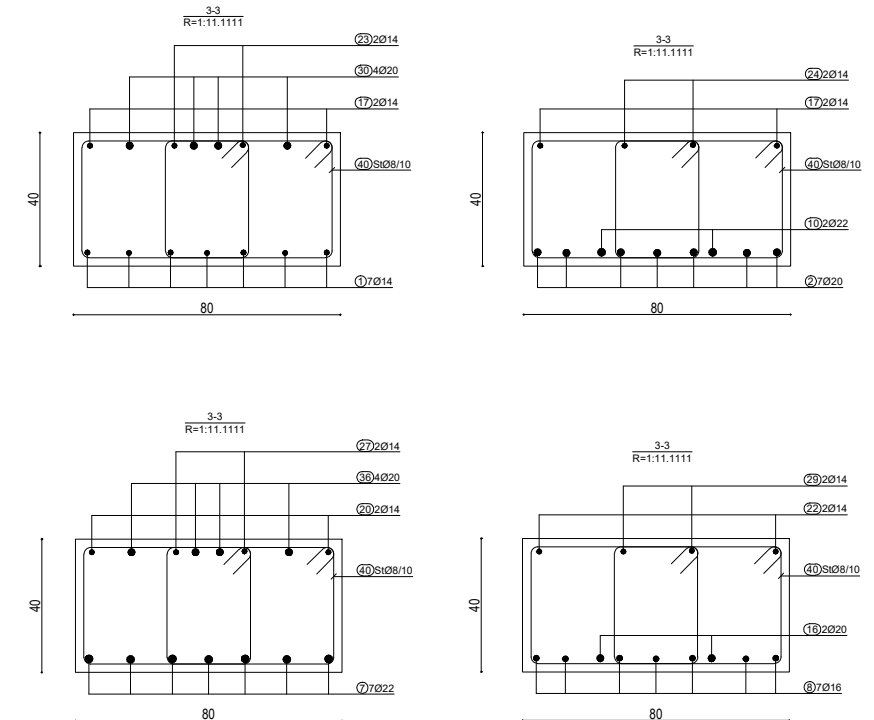 3-3
R=1:11.1111
23 2Ø14
30 4Ø20
17 2Ø14
40 StØ8/10
40
1 7Ø14
80
3-3
R=1:11.1111
24 2Ø14
17 2Ø14
40 StØ8/10
40
10 2Ø22
2 7Ø20
80
3-3
R=1:11.1111
27 2Ø14
36 4Ø20
20 2Ø14
40 StØ8/10
40
7 7Ø22
80
3-3
R=1:11.1111
29 2Ø14
22 2Ø14
40 StØ8/10
40
16 2Ø20
8 7Ø16
80